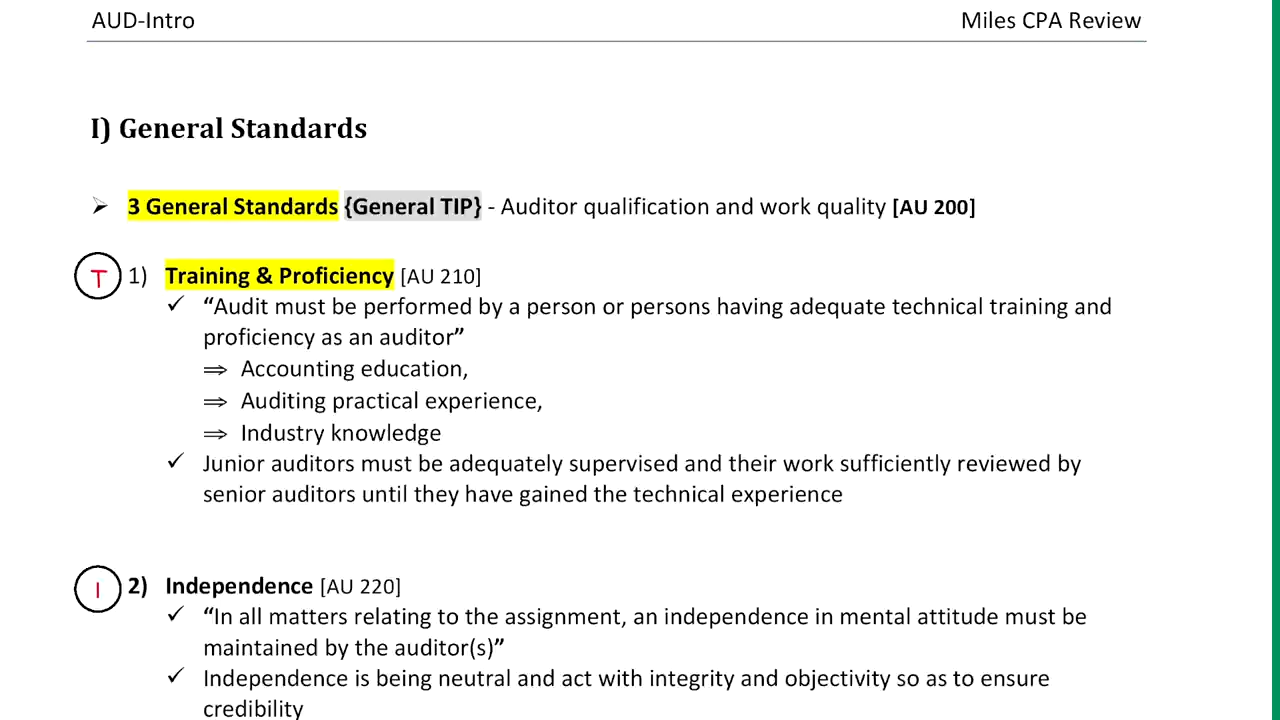 AUD-Intro Miles CPA Review
I) General Standards
➢ 3 General Standards {General TIP} - Auditor qualification and work quality [AU 200]
T 1) Training & Proficiency [AU 210]
✓ “Audit must be performed by a person or persons having adequate technical training and
proficiency as an auditor”
⇒ Accounting education,
⇒ Auditing practical experience,
⇒ Industry knowledge
✓ Junior auditors must be adequately supervised and their work sufficiently reviewed by
senior auditors until they have gained the technical experience
I 2) Independence [AU 220]
✓ “In all matters relating to the assignment, an independence in mental attitude must be
maintained by the auditor(s)”
✓ Independence is being neutral and act with integrity and objectivity so as to ensure
credibility